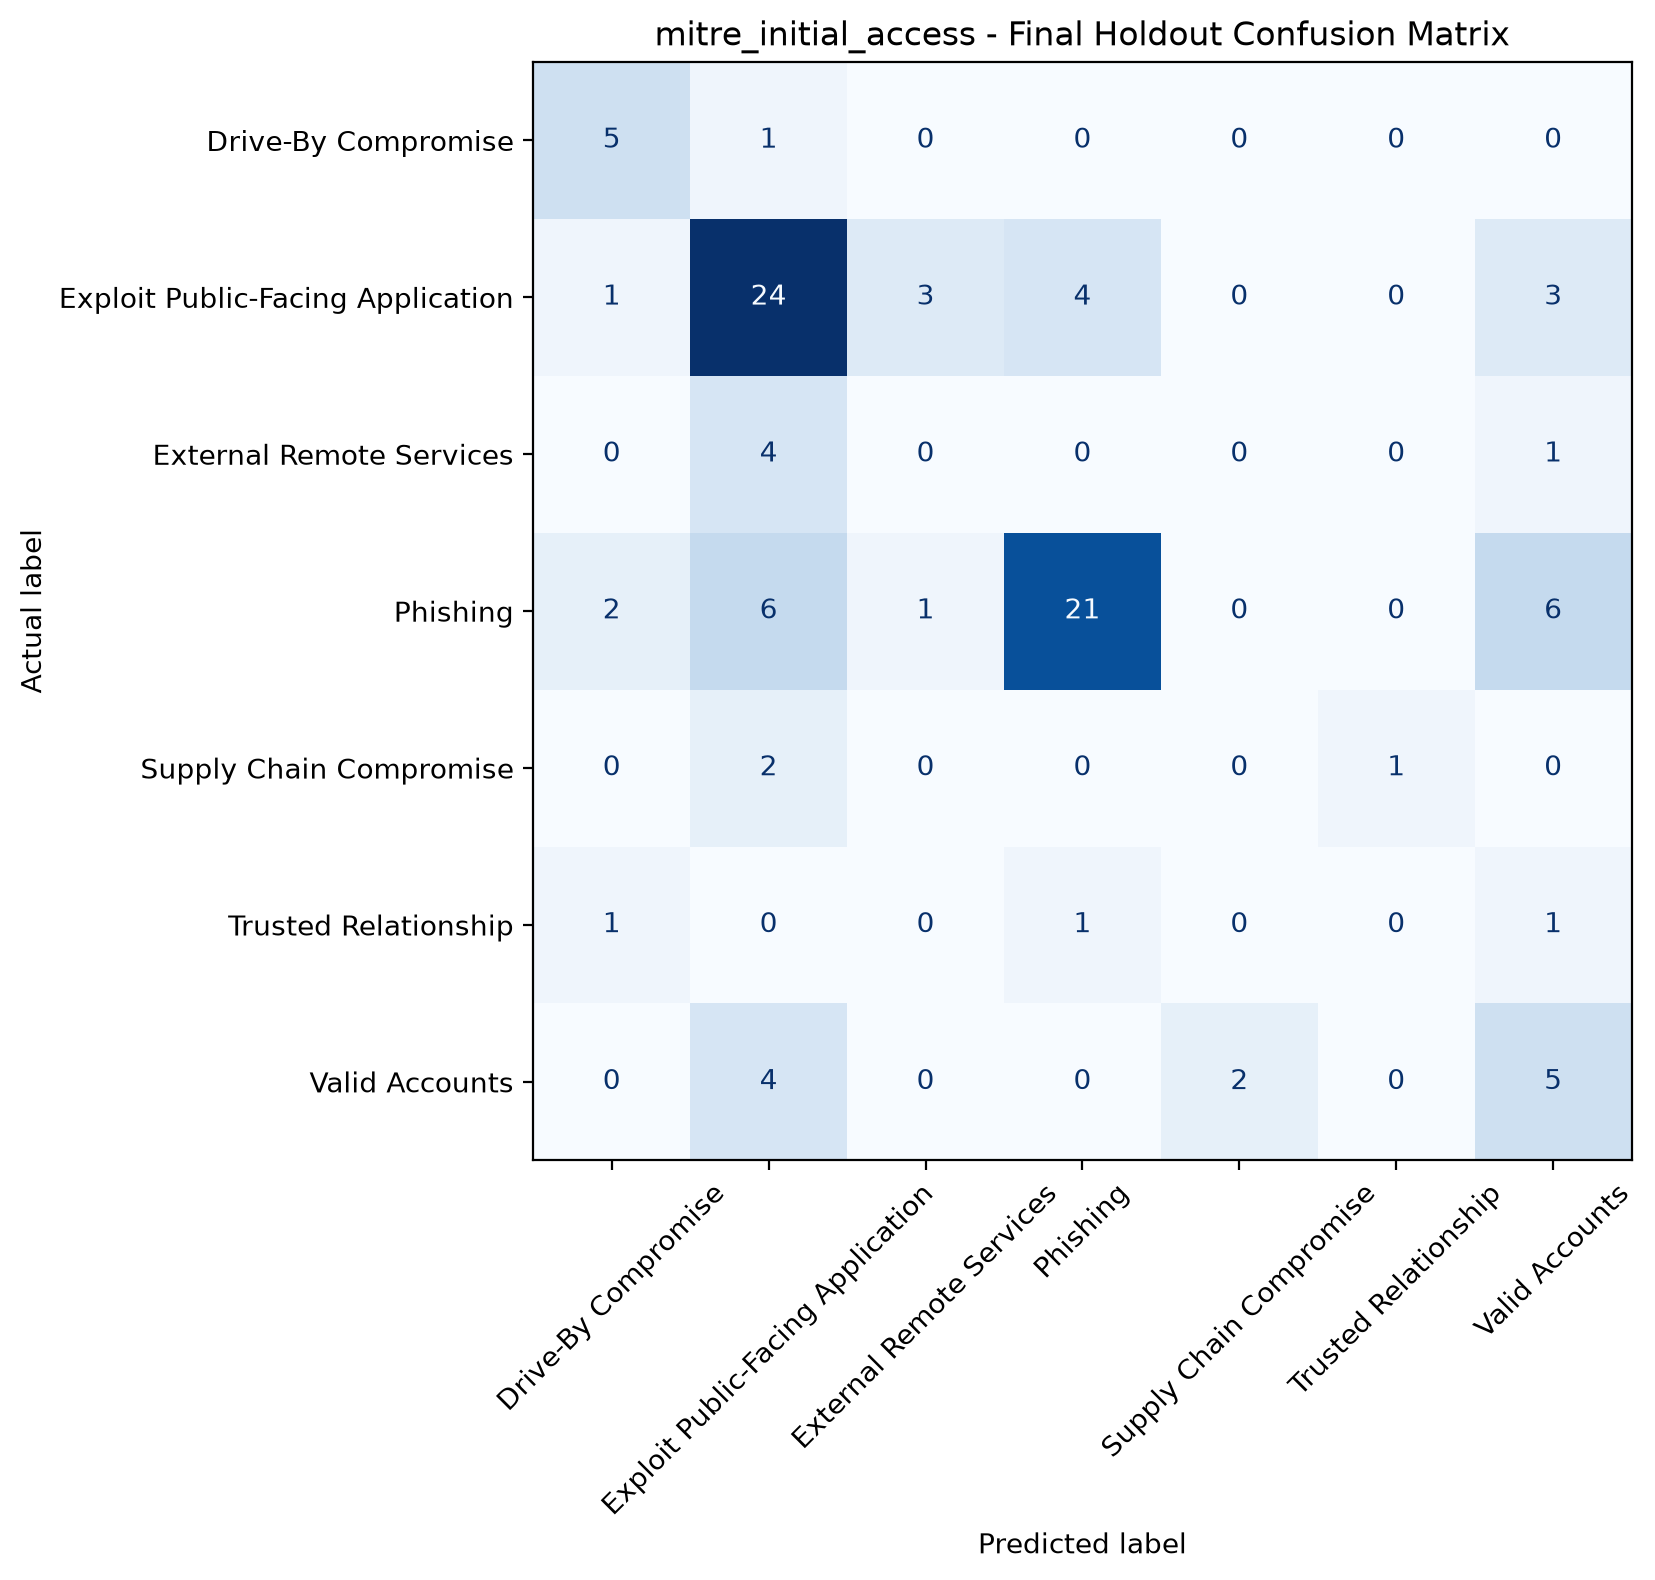 mitre_initial_access - Final Holdout Confusion Matrix
Drive-By Compromise 5 1 0 0 0 0 0
Exploit Public-Facing Application 1 24 3 4 0 0 3
External Remote Services 0 4 0 0 0 0 1
Phishing 2 6 1 21 0 0 6
Supply Chain Compromise 0 2 0 0 0 1 0
Trusted Relationship 1 0 0 1 0 0 1
Valid Accounts 0 4 0 0 2 0 5
Actual label
Drive-By Compromise
Exploit Public-Facing Application
External Remote Services
Phishing
Supply Chain Compromise
Trusted Relationship
Valid Accounts
Predicted label